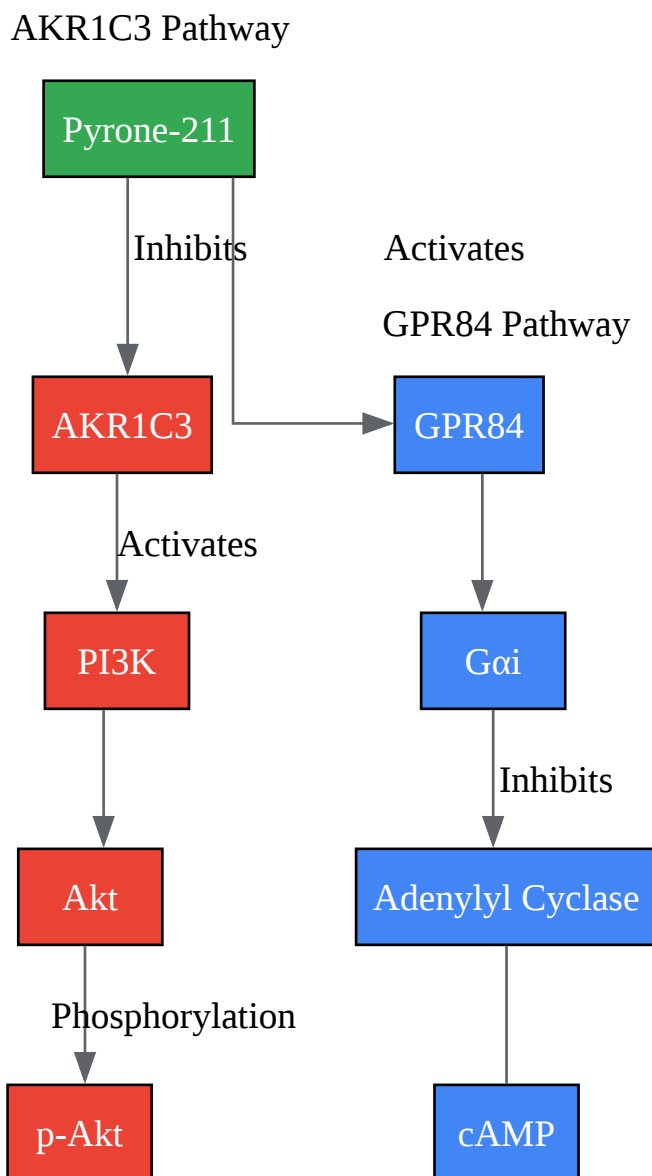 AKR1C3 Pathway
Pyrone-211
Inhibits
Activates
GPR84 Pathway
AKR1C3
GPR84
Activates
PI3K
Gαi
Inhibits
Akt
Adenylyl Cyclase
Phosphorylation
p-Akt
cAMP